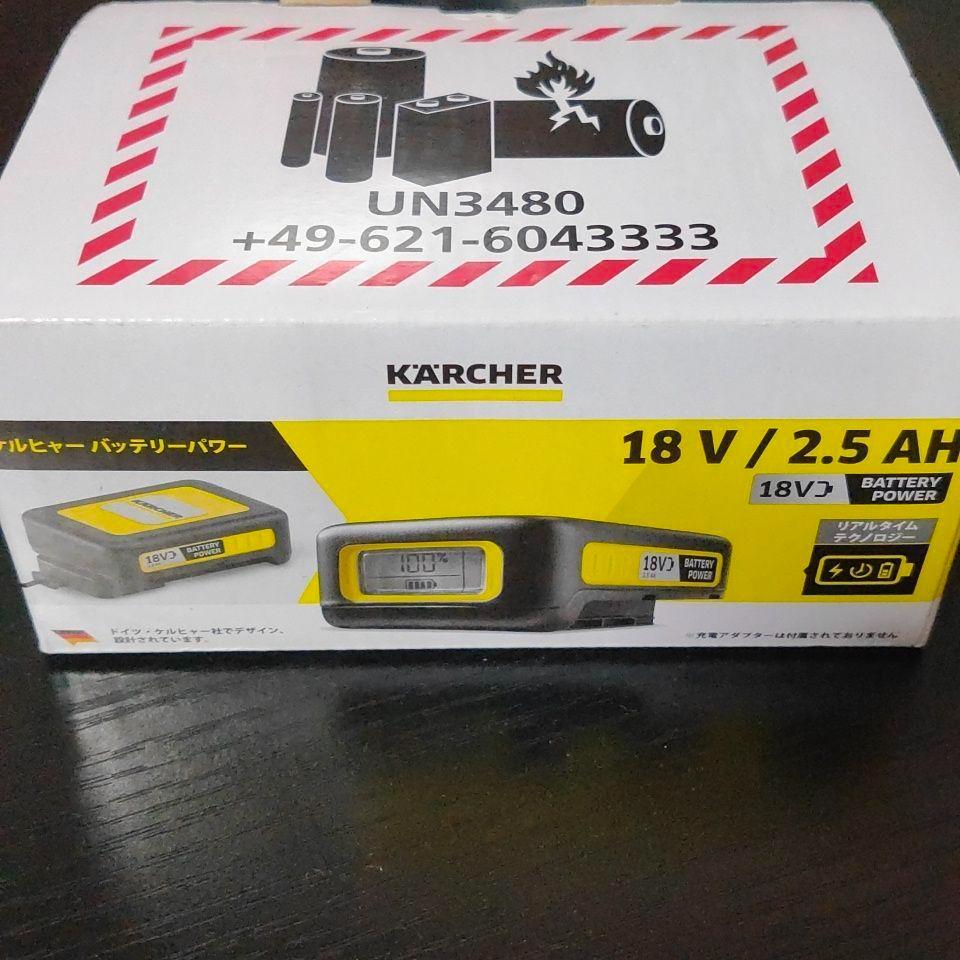 UN3480
+49-621-6043333
KÄRCHER
ケルヒャー バッテリーパワー
18 V / 2.5 AH
18V BATTERY POWER
リアルタイム
テクノロジー
KÄRCHER
18V BATTERY POWER
100%
18V BATTERY POWER
ドイツ・ケルヒャー社でデザイン、
設計されています。
※充電アダプターは付属されておりません